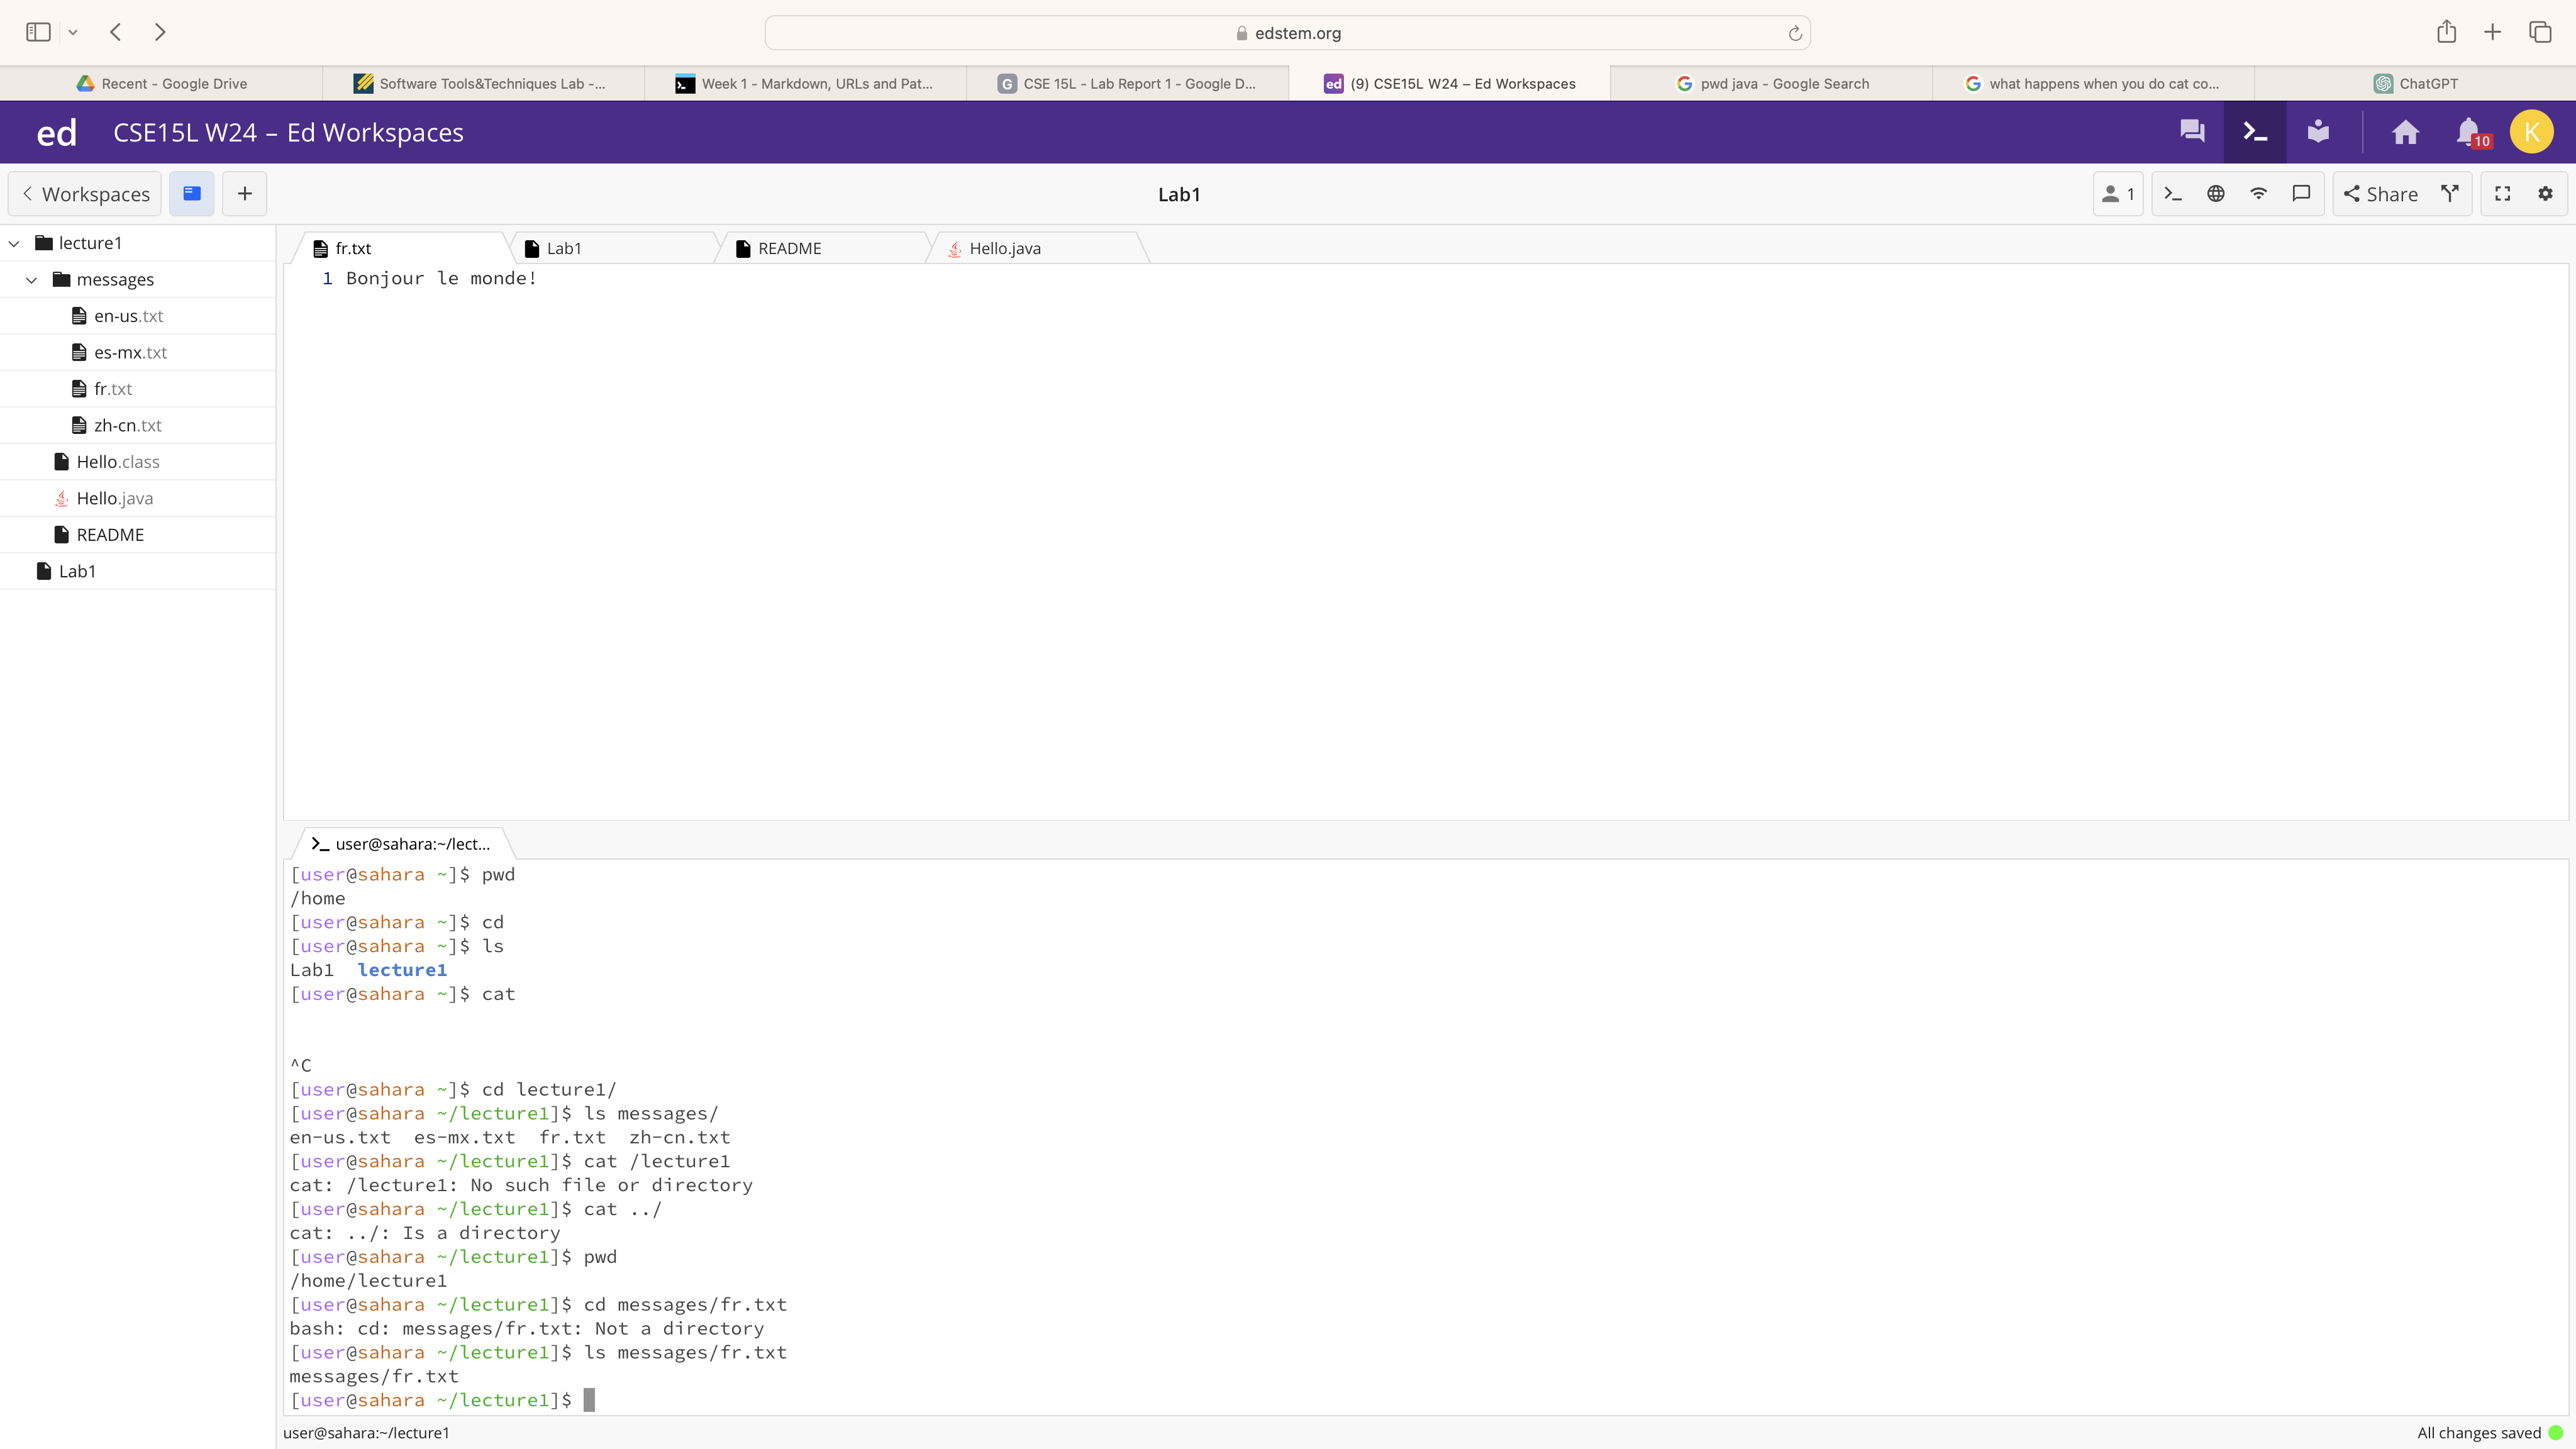 edstem.org
Recent - Google Drive
Software Tools&Techniques Lab -...
Week 1 - Markdown, URLs and Pat...
G
CSE 15L - Lab Report 1 - Google D...
ed
(9) CSE15L W24 – Ed Workspaces
pwd java - Google Search
what happens when you do cat co...
ChatGPT
ed CSE15L W24 – Ed Workspaces
10
K
Workspaces
+
Lab1
1
Share
lecture1
messages
en-us.txt
es-mx.txt
fr.txt
zh-cn.txt
Hello.class
Hello.java
README
Lab1
fr.txt
Lab1
README
Hello.java
1 Bonjour le monde!
user@sahara:~/lect...
[user@sahara ~]$ pwd
/home
[user@sahara ~]$ cd
[user@sahara ~]$ ls
Lab1 lecture1
[user@sahara ~]$ cat
^C
[user@sahara ~]$ cd lecture1/
[user@sahara ~/lecture1]$ ls messages/
en-us.txt es-mx.txt fr.txt zh-cn.txt
[user@sahara ~/lecture1]$ cat /lecture1
cat: /lecture1: No such file or directory
[user@sahara ~/lecture1]$ cat ../
cat: ../: Is a directory
[user@sahara ~/lecture1]$ pwd
/home/lecture1
[user@sahara ~/lecture1]$ cd messages/fr.txt
bash: cd: messages/fr.txt: Not a directory
[user@sahara ~/lecture1]$ ls messages/fr.txt
messages/fr.txt
[user@sahara ~/lecture1]$
user@sahara:~/lecture1
All changes saved